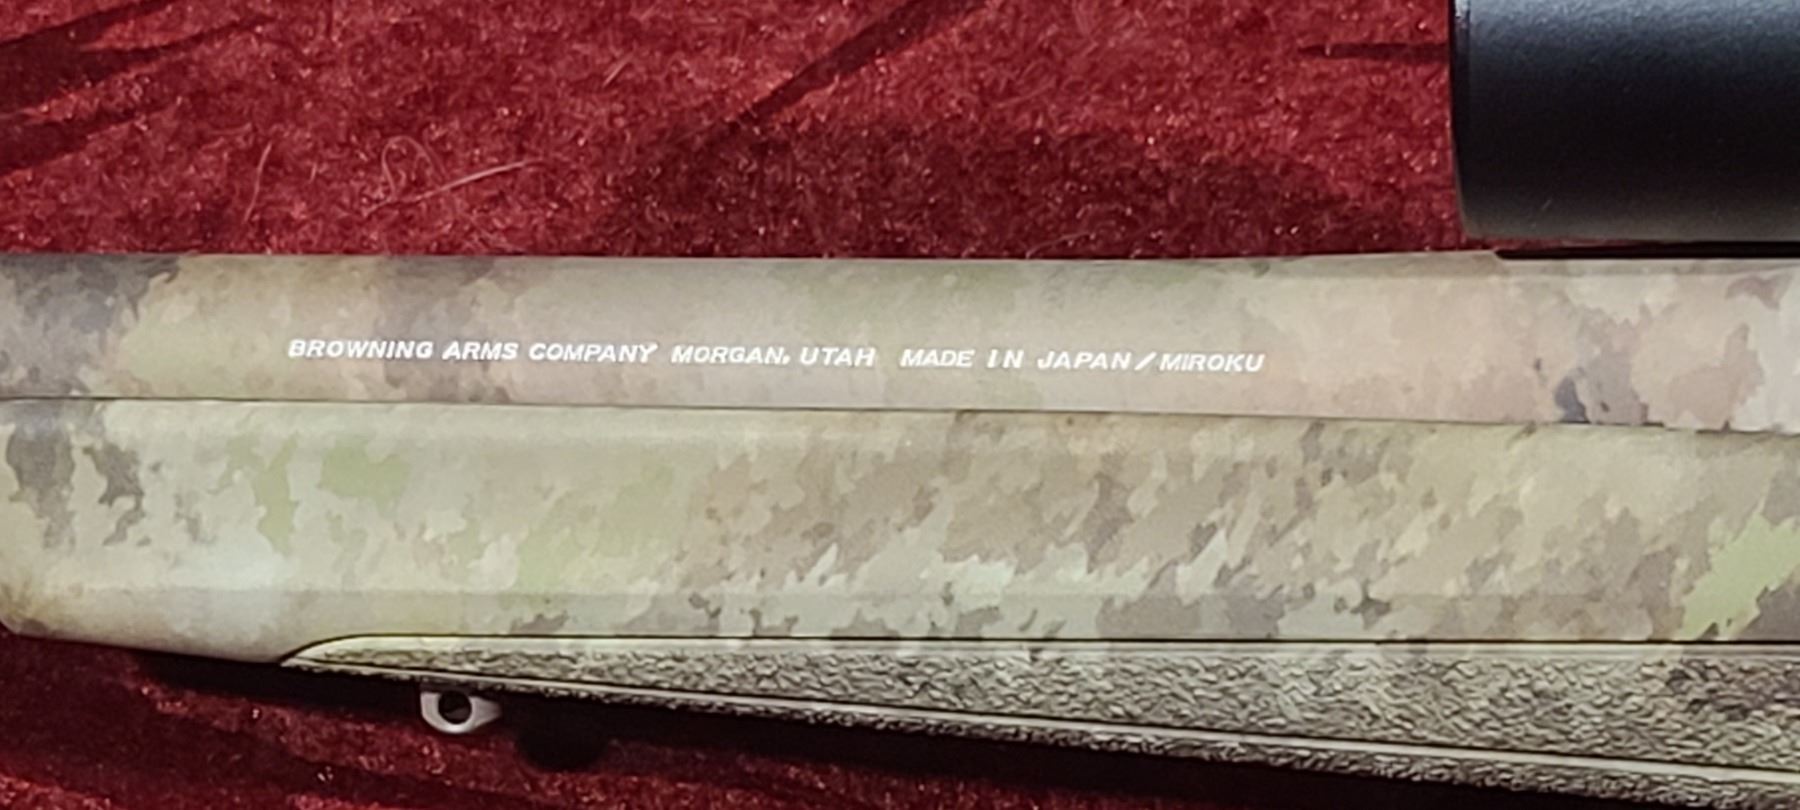 BROWNING ARMS COMPANY MORGAN, UTAH MADE IN JAPAN/MIROKU